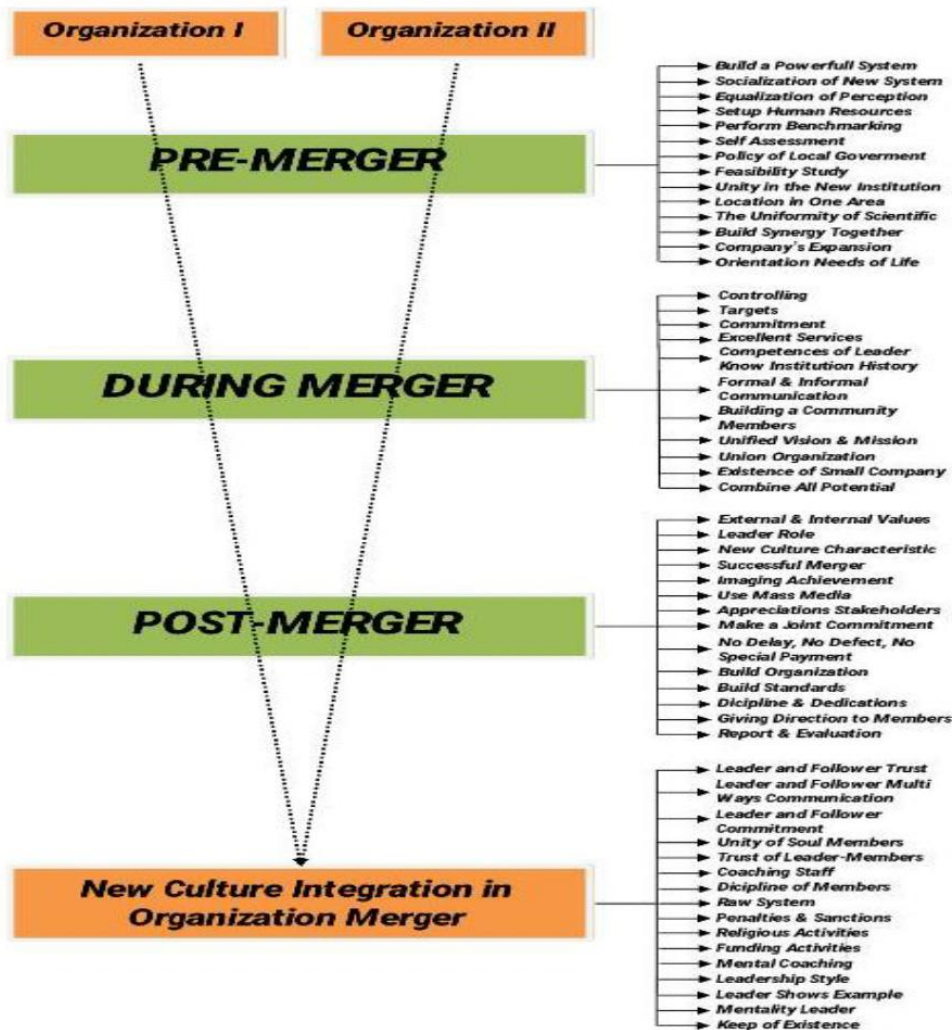 Organization I
Organization II
PRE-MERGER
Build a Powerfull System
Socialization of New System
Equalization of Perception
Setup Human Resources
Perform Benchmarking
Self Assessment
Policy of Local Goverment
Feasibility Study
Unity in the New Institution
Location in One Area
The Uniformity of Scientific
Build Synergy Together
Company's Expansion
Orientation Needs of Life
DURING MERGER
Controlling
Targets
Commitment
Excellent Services
Competences of Leader
Know Institution History
Formal & Informal
Communication
Building a Community
Members
Unified Vision & Mission
Union Organization
Existence of Small Company
Combine All Potential
POST-MERGER
External & Internal Values
Leader Role
New Culture Characteristic
Successful Merger
Imaging Achievement
Use Mass Media
Appreciations Stakeholders
Make a Joint Commitment
No Delay, No Defect, No
Special Payment
Build Organization
Build Standards
Dicipline & Dedications
Giving Direction to Members
Report & Evaluation
New Culture Integration in
Organization Merger
Leader and Follower Trust
Leader and Follower Multi
Ways Communication
Leader and Follower
Commitment
Unity of Soul Members
Trust of Leader-Members
Coaching Staff
Dicipline of Members
Raw System
Penalties & Sanctions
Religious Activities
Funding Activities
Mental Coaching
Leadership Style
Leader Shows Example
Mentality Leader
Keep of Existence